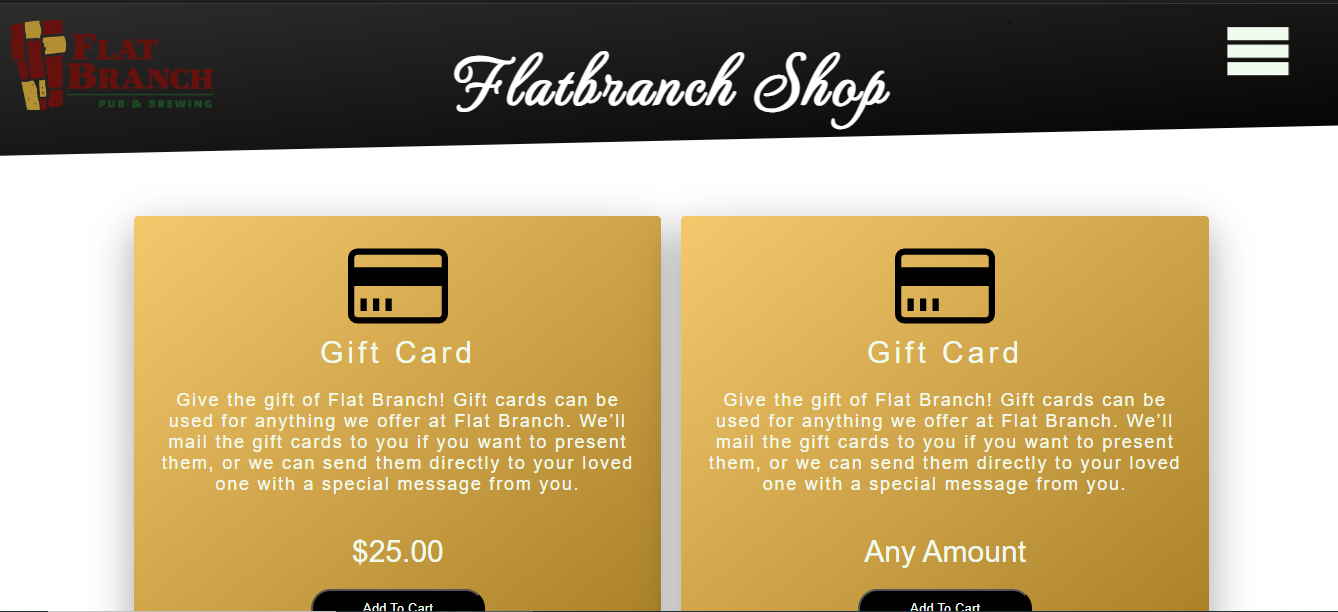 FLAT
BRANCH
PUB & BREWING
Flatbranch Shop
Gift Card
Give the gift of Flat Branch! Gift cards can be
used for anything we offer at Flat Branch. We’ll
mail the gift cards to you if you want to present
them, or we can send them directly to your loved
one with a special message from you.
$25.00
Add To Cart
Gift Card
Give the gift of Flat Branch! Gift cards can be
used for anything we offer at Flat Branch. We’ll
mail the gift cards to you if you want to present
them, or we can send them directly to your loved
one with a special message from you.
Any Amount
Add To Cart